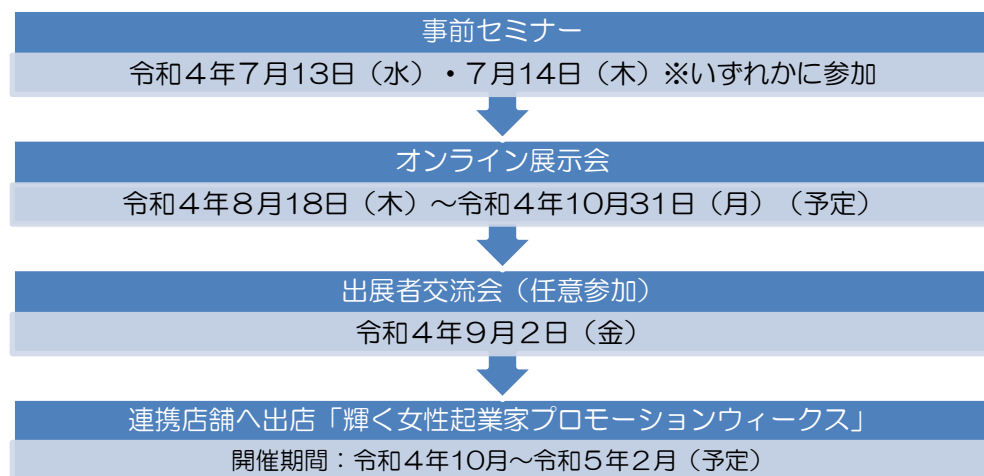 事前セミナー
令和４年７月13日（水）・７月14日（木）※いずれかに参加
オンライン展示会
令和４年８月18日（木）～令和４年10月31日（月）（予定）
出展者交流会（任意参加）
令和４年９月２日（金）
連携店舗へ出店「輝く女性起業家プロモーションウィークス」
開催期間：令和４年10月～令和５年２月（予定）